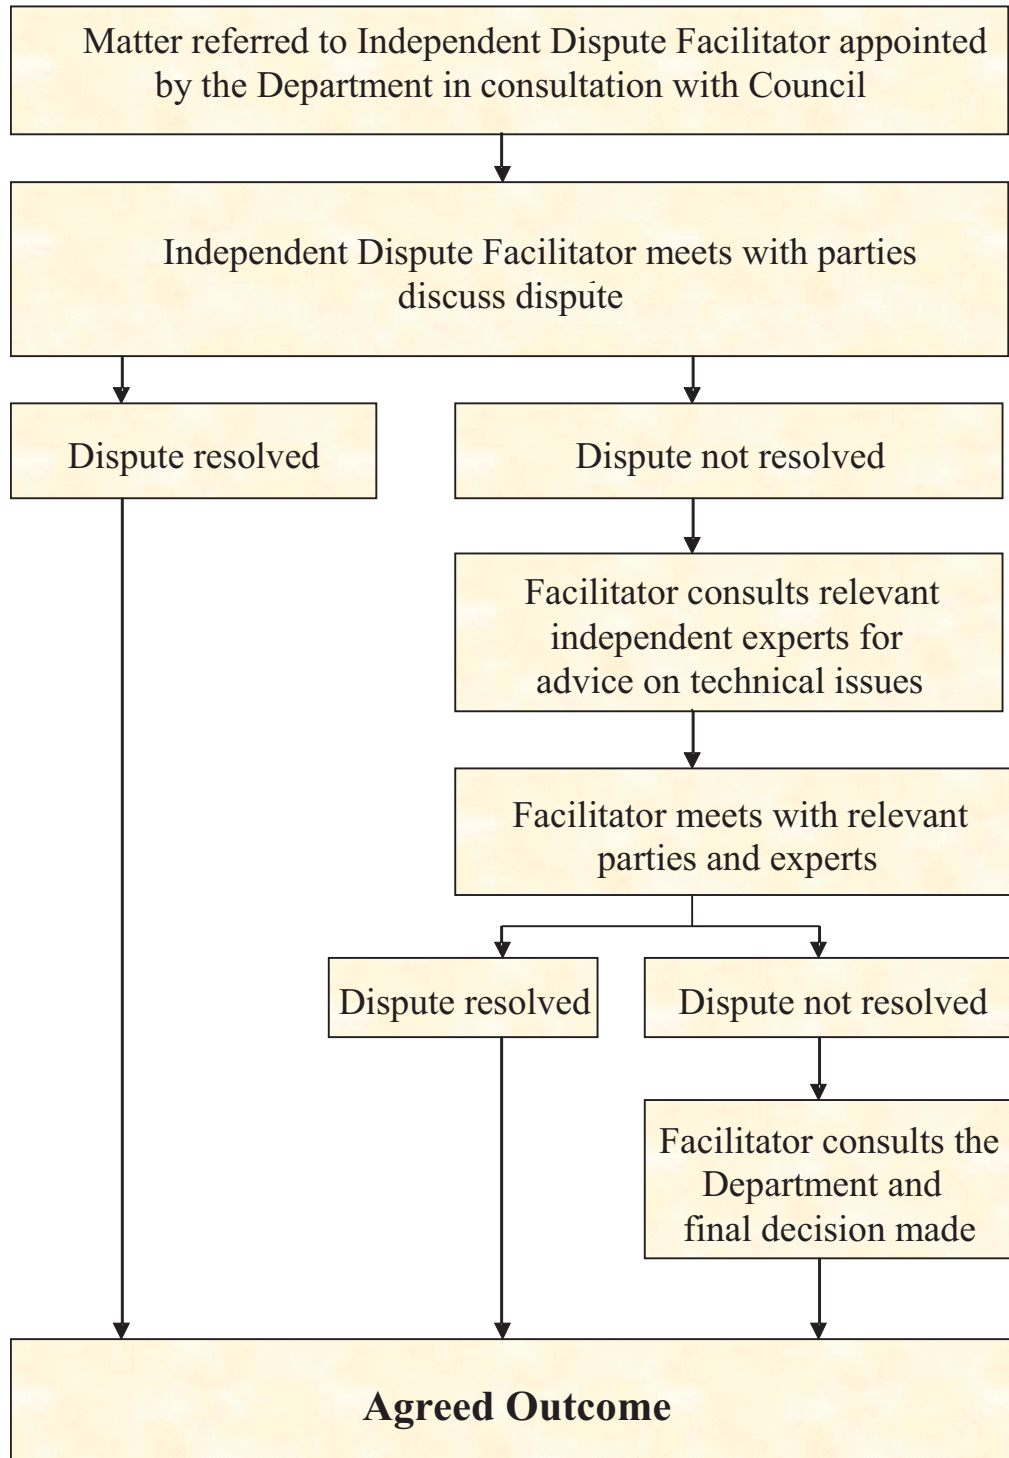 Matter referred to Independent Dispute Facilitator appointed
by the Department in consultation with Council
Independent Dispute Facilitator meets with parties
discuss dispute
Dispute resolved
Dispute not resolved
Facilitator consults relevant
independent experts for
advice on technical issues
Facilitator meets with relevant
parties and experts
Dispute resolved
Dispute not resolved
Facilitator consults the
Department and
final decision made
Agreed Outcome